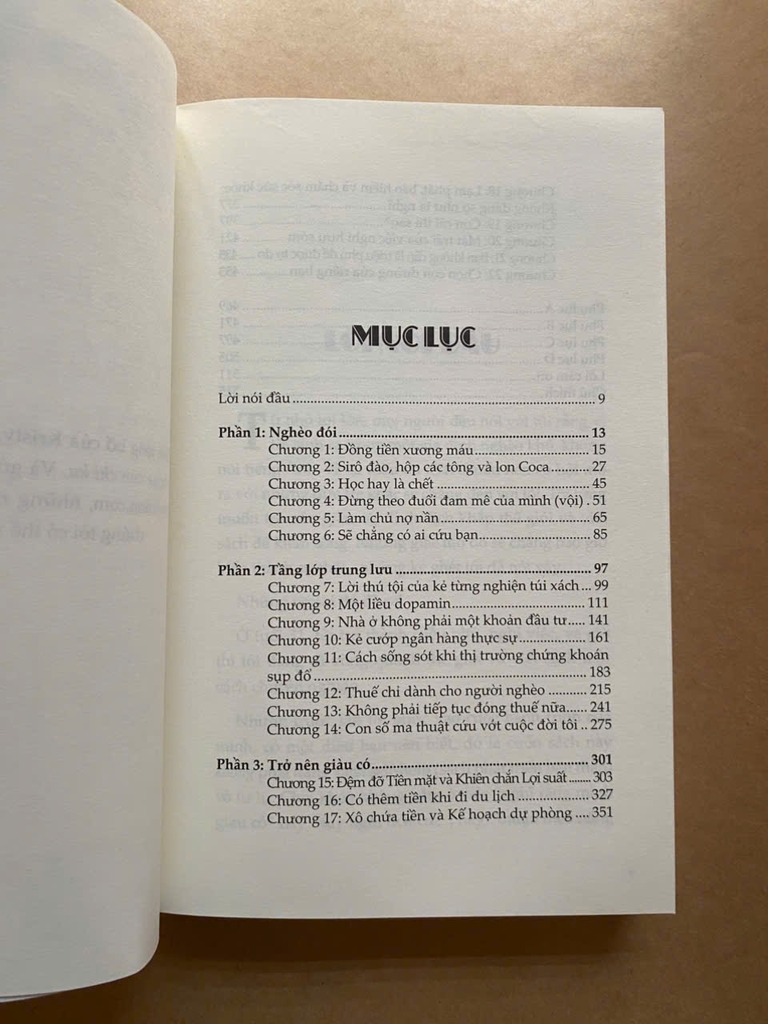 MỤC LỤC
Lời nói đầu ........ 9
Phần 1: Nghèo đói ........ 13
Chương 1: Đồng tiền xương máu ........ 15
Chương 2: Sirô đào, hộp các tông và lon Coca ........ 27
Chương 3: Học hay là chết ........ 45
Chương 4: Đừng theo đuổi đam mê của mình (vội) . 51
Chương 5: Làm chủ nợ nần ........ 65
Chương 6: Sẽ chẳng có ai cứu bạn ........ 85
Phần 2: Tầng lớp trung lưu ........ 97
Chương 7: Lời thú tội của kẻ từng nghiện túi xách ... 99
Chương 8: Một liều dopamin ........ 111
Chương 9: Nhà ở không phải một khoản đầu tư ..... 141
Chương 10: Kẻ cướp ngân hàng thực sự ........ 161
Chương 11: Cách sống sót khi thị trường chứng khoán
sụp đổ ........ 183
Chương 12: Thuế chỉ dành cho người nghèo ........ 215
Chương 13: Không phải tiếp tục đóng thuế nữa ...... 241
Chương 14: Con số ma thuật cứu vớt cuộc đời tôi .. 275
Phần 3: Trở nên giàu có ........ 301
Chương 15: Đệm đỡ Tiền mặt và Khiên chắn Lợi suất ........ 303
Chương 16: Có thêm tiền khi đi du lịch ........ 327
Chương 17: Xô chứa tiền và Kế hoạch dự phòng .... 351